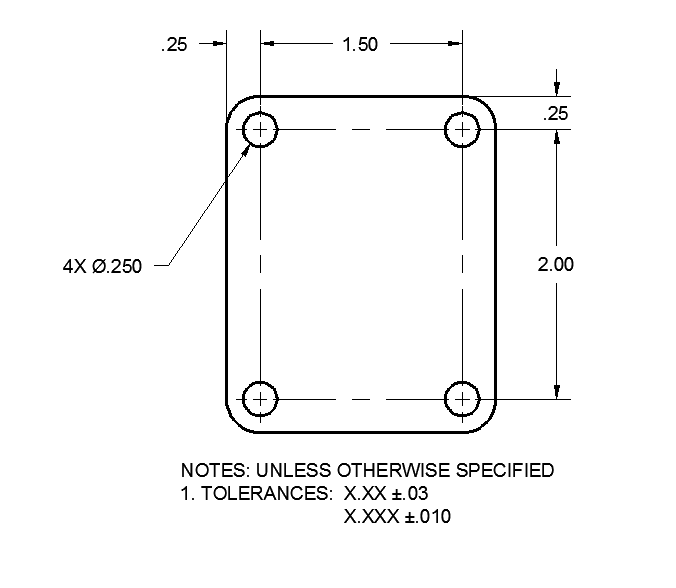 .25
1.50
.25
4X Ø.250
2.00
NOTES: UNLESS OTHERWISE SPECIFIED
1. TOLERANCES: X.XX ±.03
X.XXX ±.010